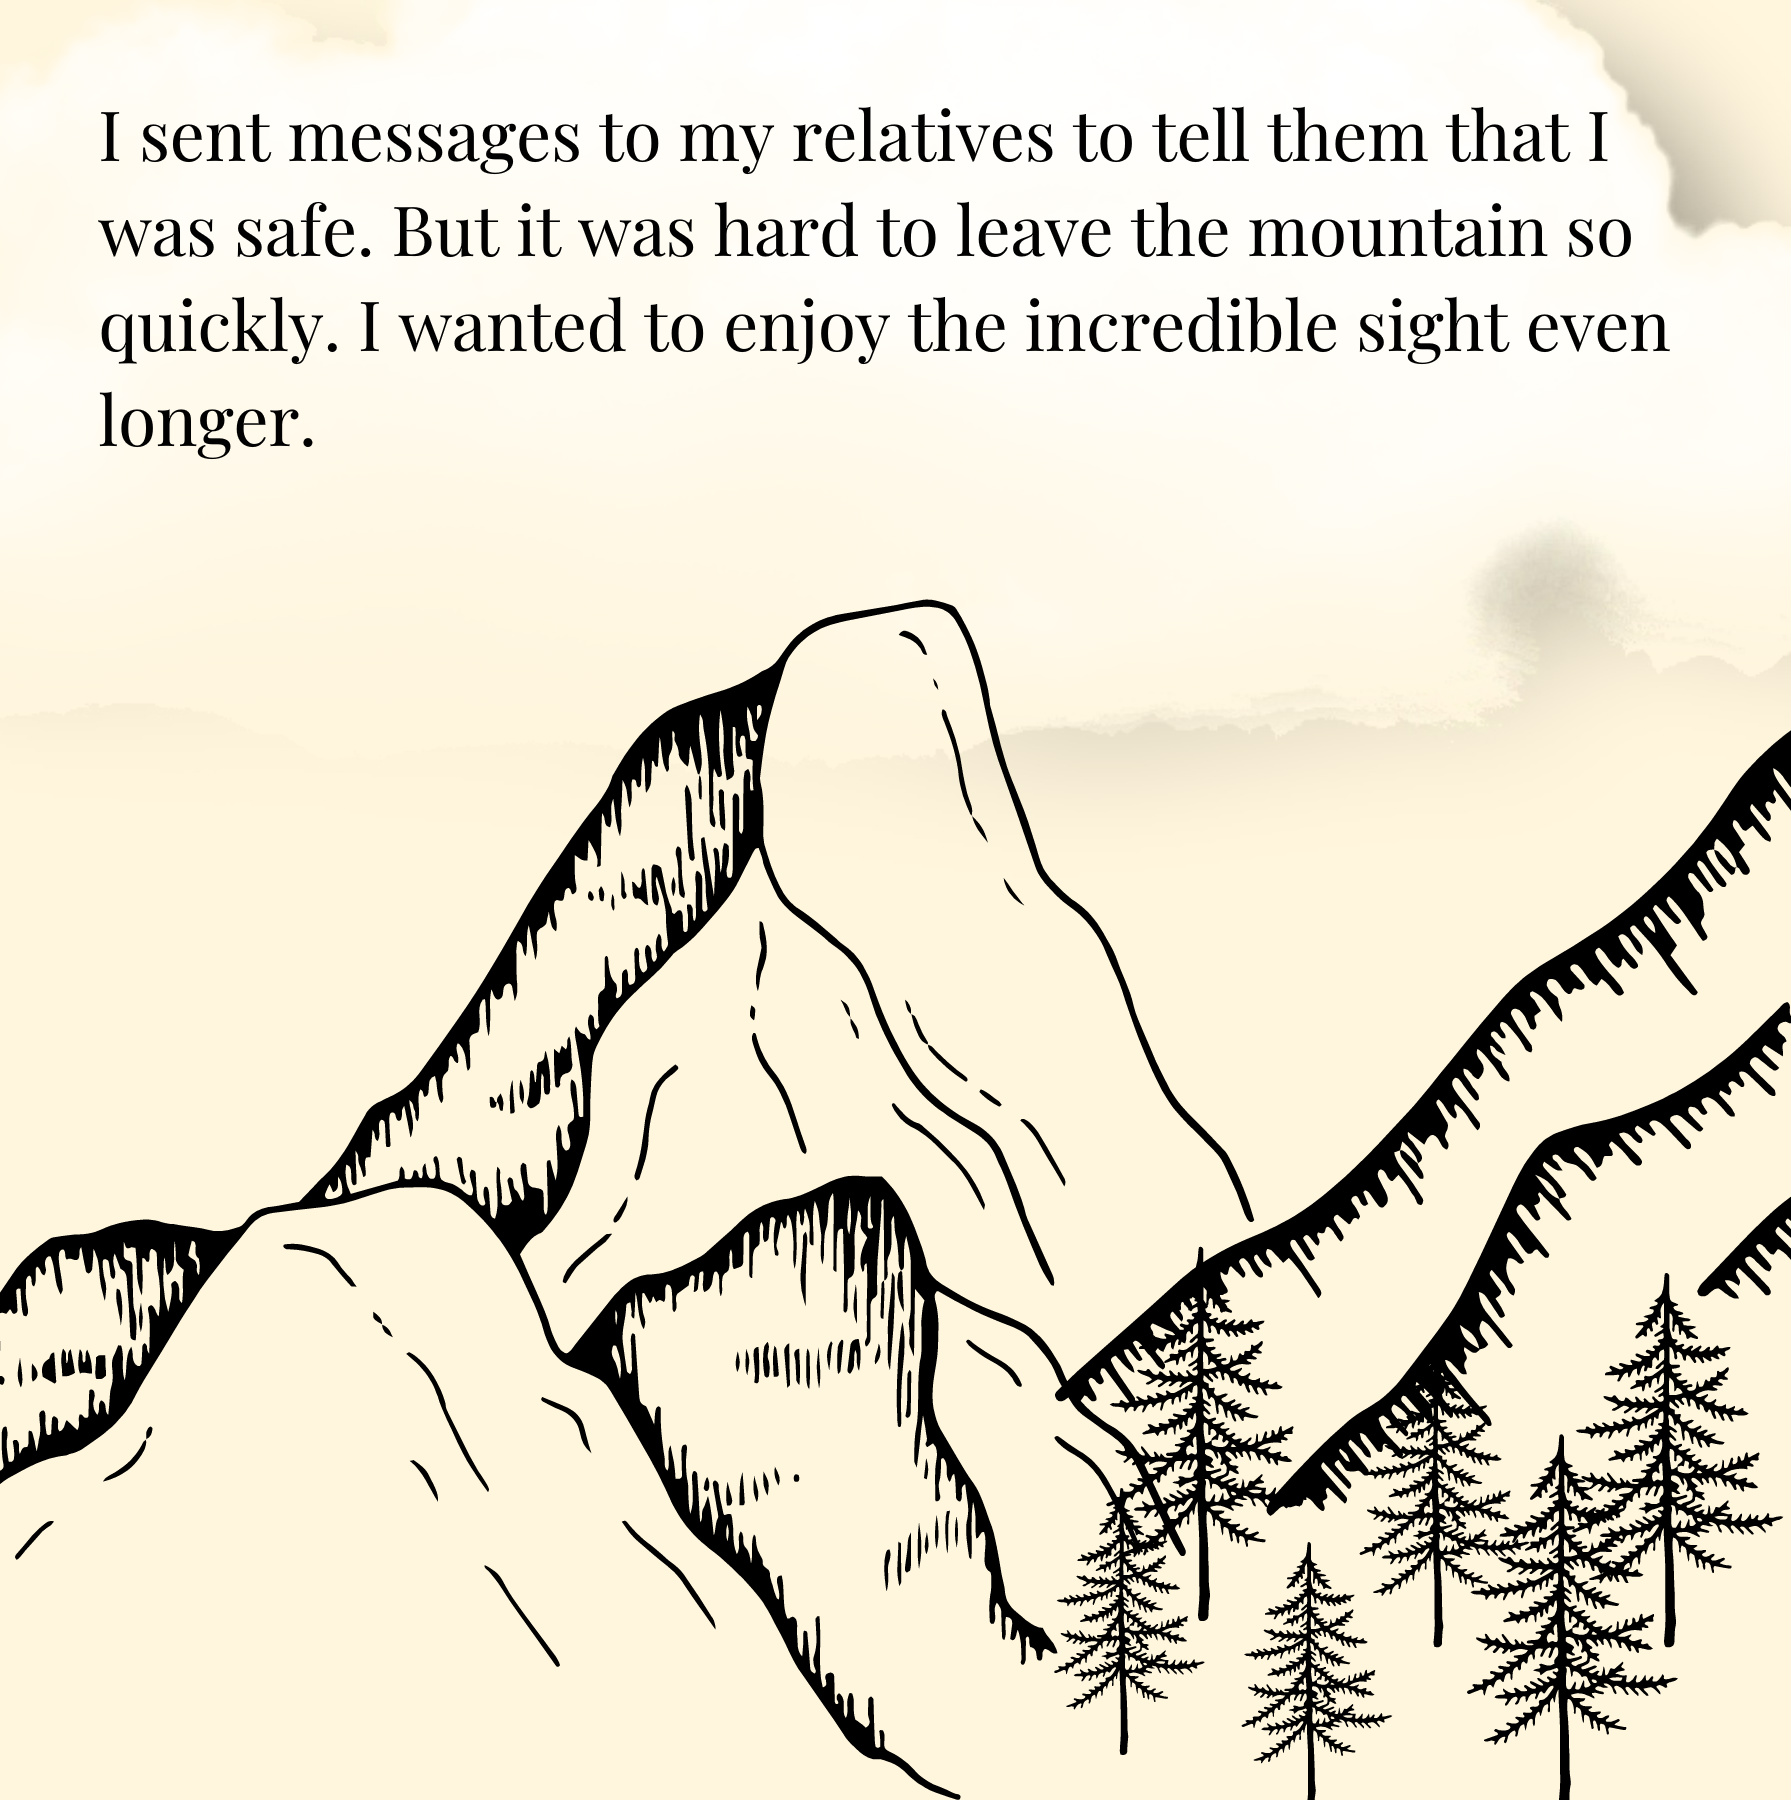 I sent messages to my relatives to tell them that I
was safe. But it was hard to leave the mountain so
quickly. I wanted to enjoy the incredible sight even
longer.